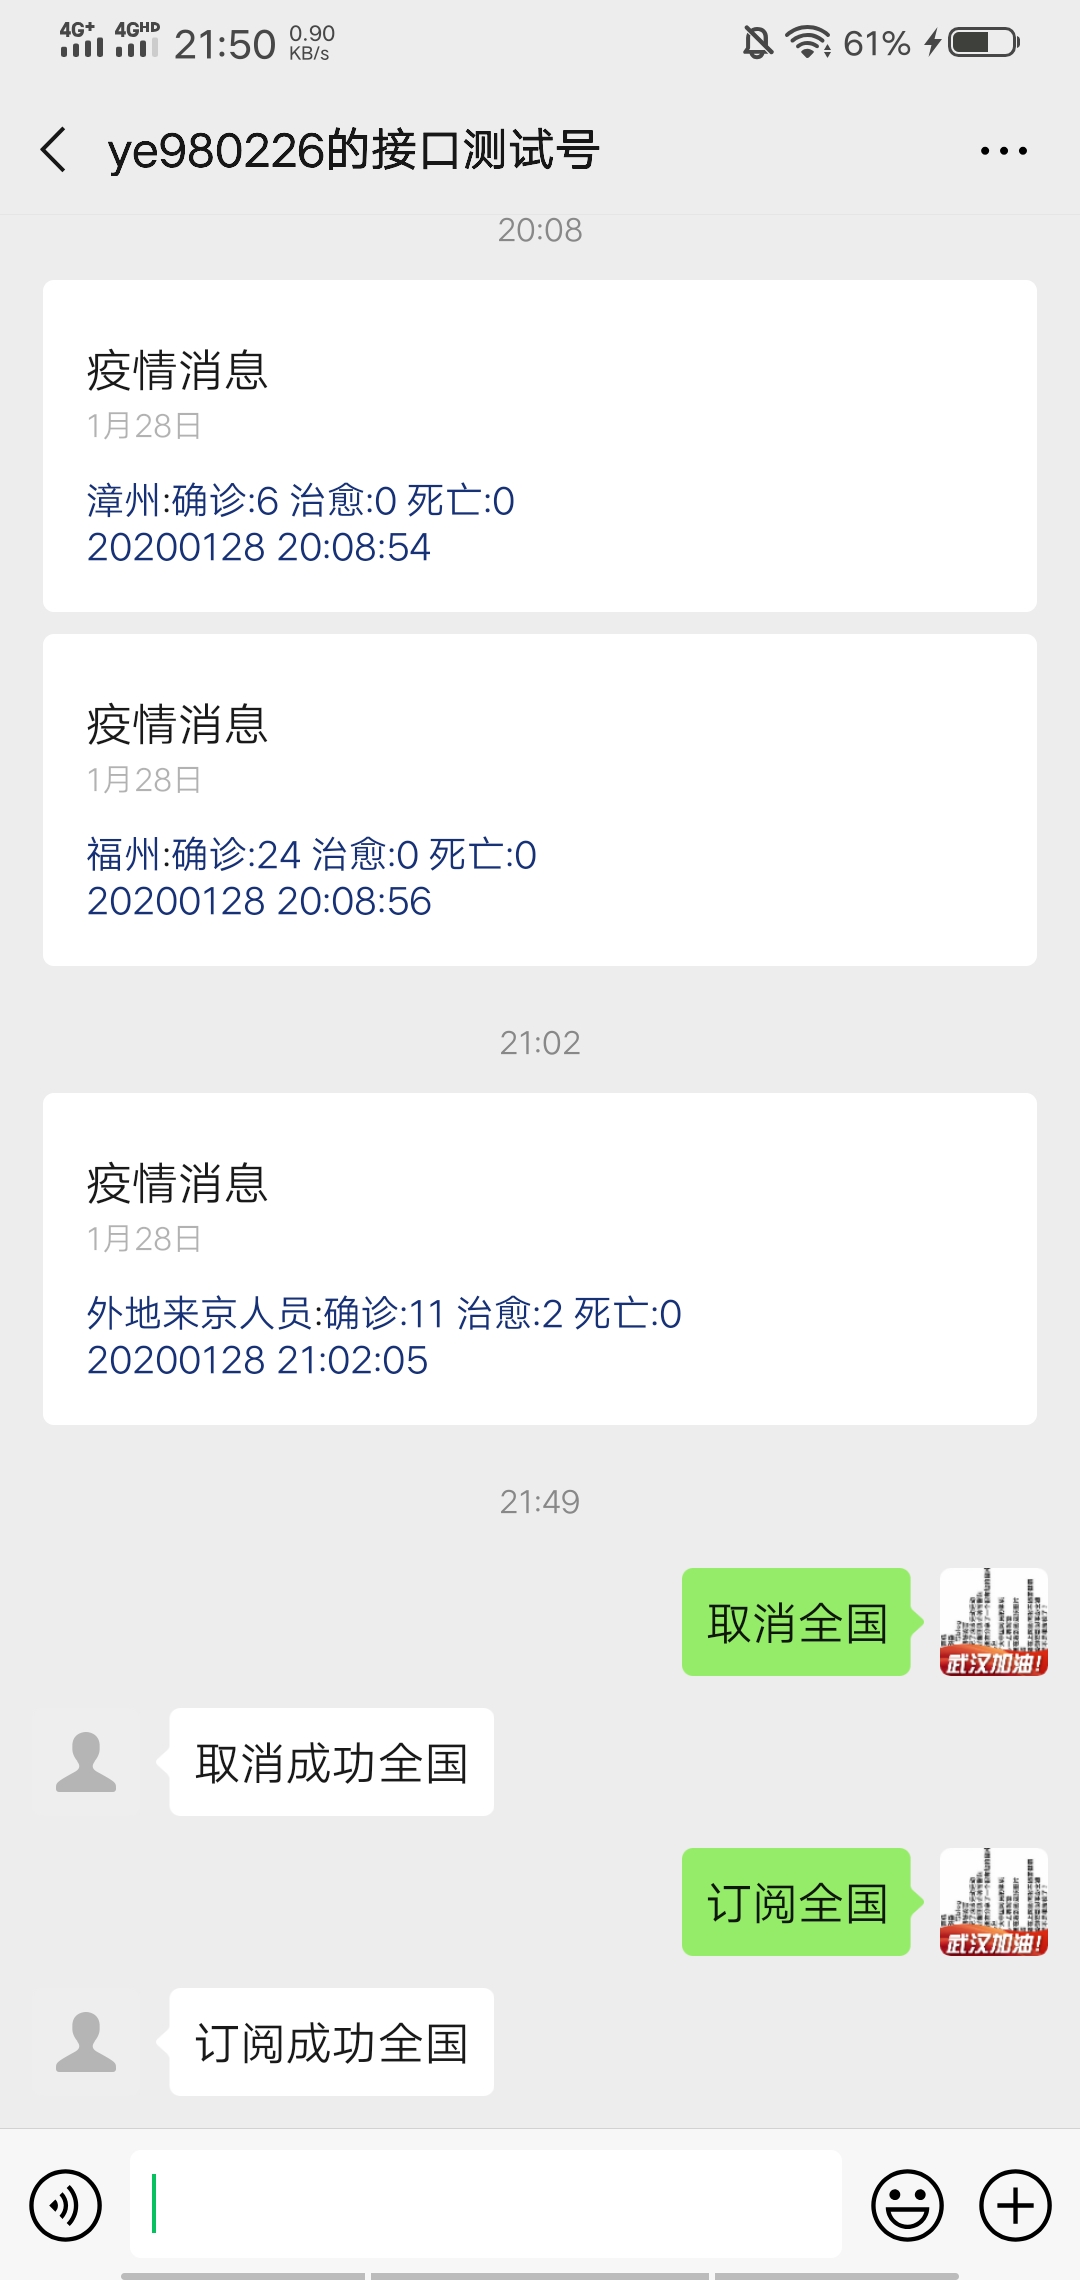 4G+ 4GHD 21:50 0.90 KB/s 61%
ye980226的接口测试号
20:08
疫情消息
1月28日
漳州:确诊:6 治愈:0 死亡:0
20200128 20:08:54
疫情消息
1月28日
福州:确诊:24 治愈:0 死亡:0
20200128 20:08:56
21:02
疫情消息
1月28日
外地来京人员:确诊:11 治愈:2 死亡:0
20200128 21:02:05
21:49
取消全国
武汉加油!
取消成功全国
订阅全国
武汉加油!
订阅成功全国